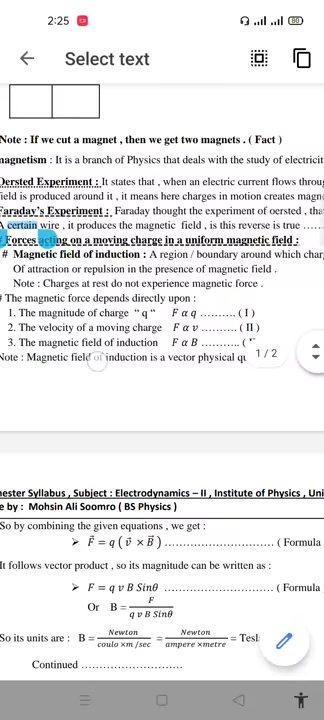 2:25
80
Select text
Note : If we cut a magnet , then we get two magnets . ( Fact )
magnetism : It is a branch of Physics that deals with the study of electricit
Oersted Experiment : It states that , when an electric current flows throug
field is produced around it , it means here charges in motion creates magne
Faraday's Experiment : Faraday thought the experiment of oersted , tha
A certain wire , it produces the magnetic field , is this reverse is true ……
# Forces acting on a moving charge in a uniform magnetic field :
# Magnetic field of induction : A region / boundary around which charg
Of attraction or repulsion in the presence of magnetic field .
Note : Charges at rest do not experience magnetic force .
# The magnetic force depends directly upon :
1. The magnitude of charge " q " F α q ………. ( I )
2. The velocity of a moving charge F α v ………. ( II )
3. The magnetic field of induction F α B ……….. (
Note : Magnetic field of induction is a vector physical qu
1 / 2
mester Syllabus , Subject : Electrodynamics – II , Institute of Physics , Uni
e by : Mohsin Ali Soomro ( BS Physics )
So by combining the given equations , we get :
➢ F⃗ = q ( v⃗ × B⃗ ) ………………………… ( Formula
It follows vector product , so its magnitude can be written as :
➢ F = q v B Sinθ ………………………… ( Formula
Or B = F / q v B Sinθ
So its units are : B = Newton / coulo ×m /sec = Newton / ampere ×metre = Tesl
Continued ……………………….